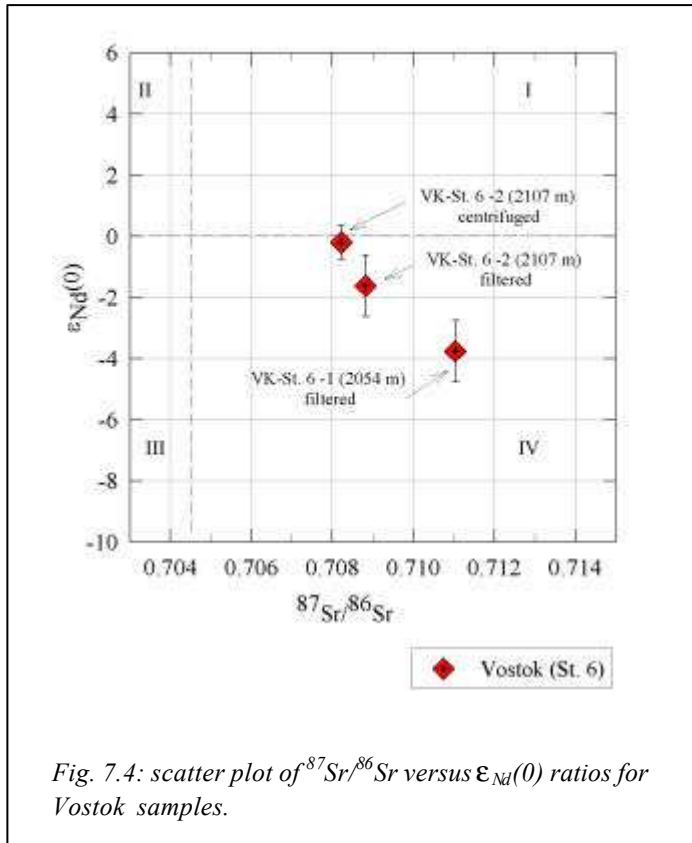 6
4
2
0
-2
-4
-6
-8
-10
εNd(0)
II
I
VK-St. 6 -2 (2107 m)
centrifuged
VK-St. 6 -2 (2107 m)
filtered
VK-St. 6 -1 (2054 m)
filtered
III
IV
0.704 0.706 0.708 0.710 0.712 0.714
87Sr/86Sr
Vostok (St. 6)
Fig. 7.4: scatter plot of 87Sr/86Sr versus εNd(0) ratios for
Vostok samples.